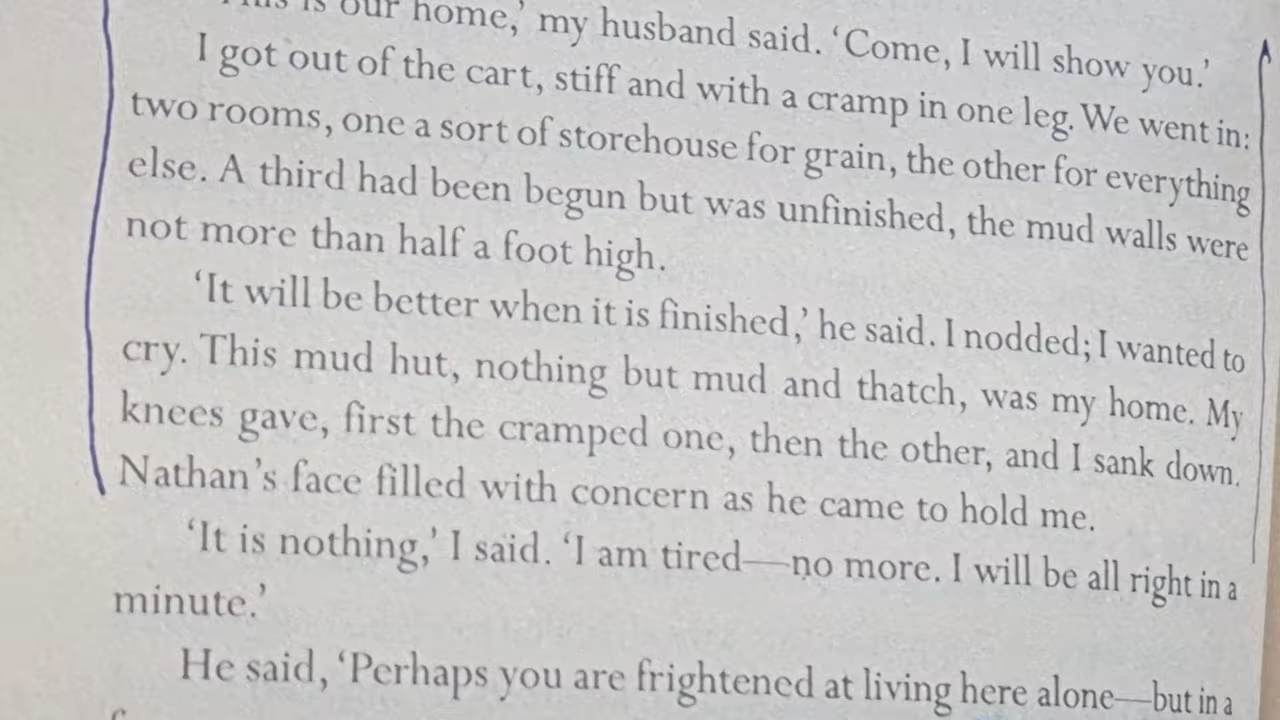 is our home,’ my husband said. ‘Come, I will show you.’
I got out of the cart, stiff and with a cramp in one leg. We went in:
two rooms, one a sort of storehouse for grain, the other for everything
else. A third had been begun but was unfinished, the mud walls were
not more than half a foot high.
‘It will be better when it is finished,’ he said. I nodded; I wanted to
cry. This mud hut, nothing but mud and thatch, was my home. My
knees gave, first the cramped one, then the other, and I sank down.
Nathan’s face filled with concern as he came to hold me.
‘It is nothing,’ I said. ‘I am tired—no more. I will be all right in a
minute.’
He said, ‘Perhaps you are frightened at living here alone—but in a